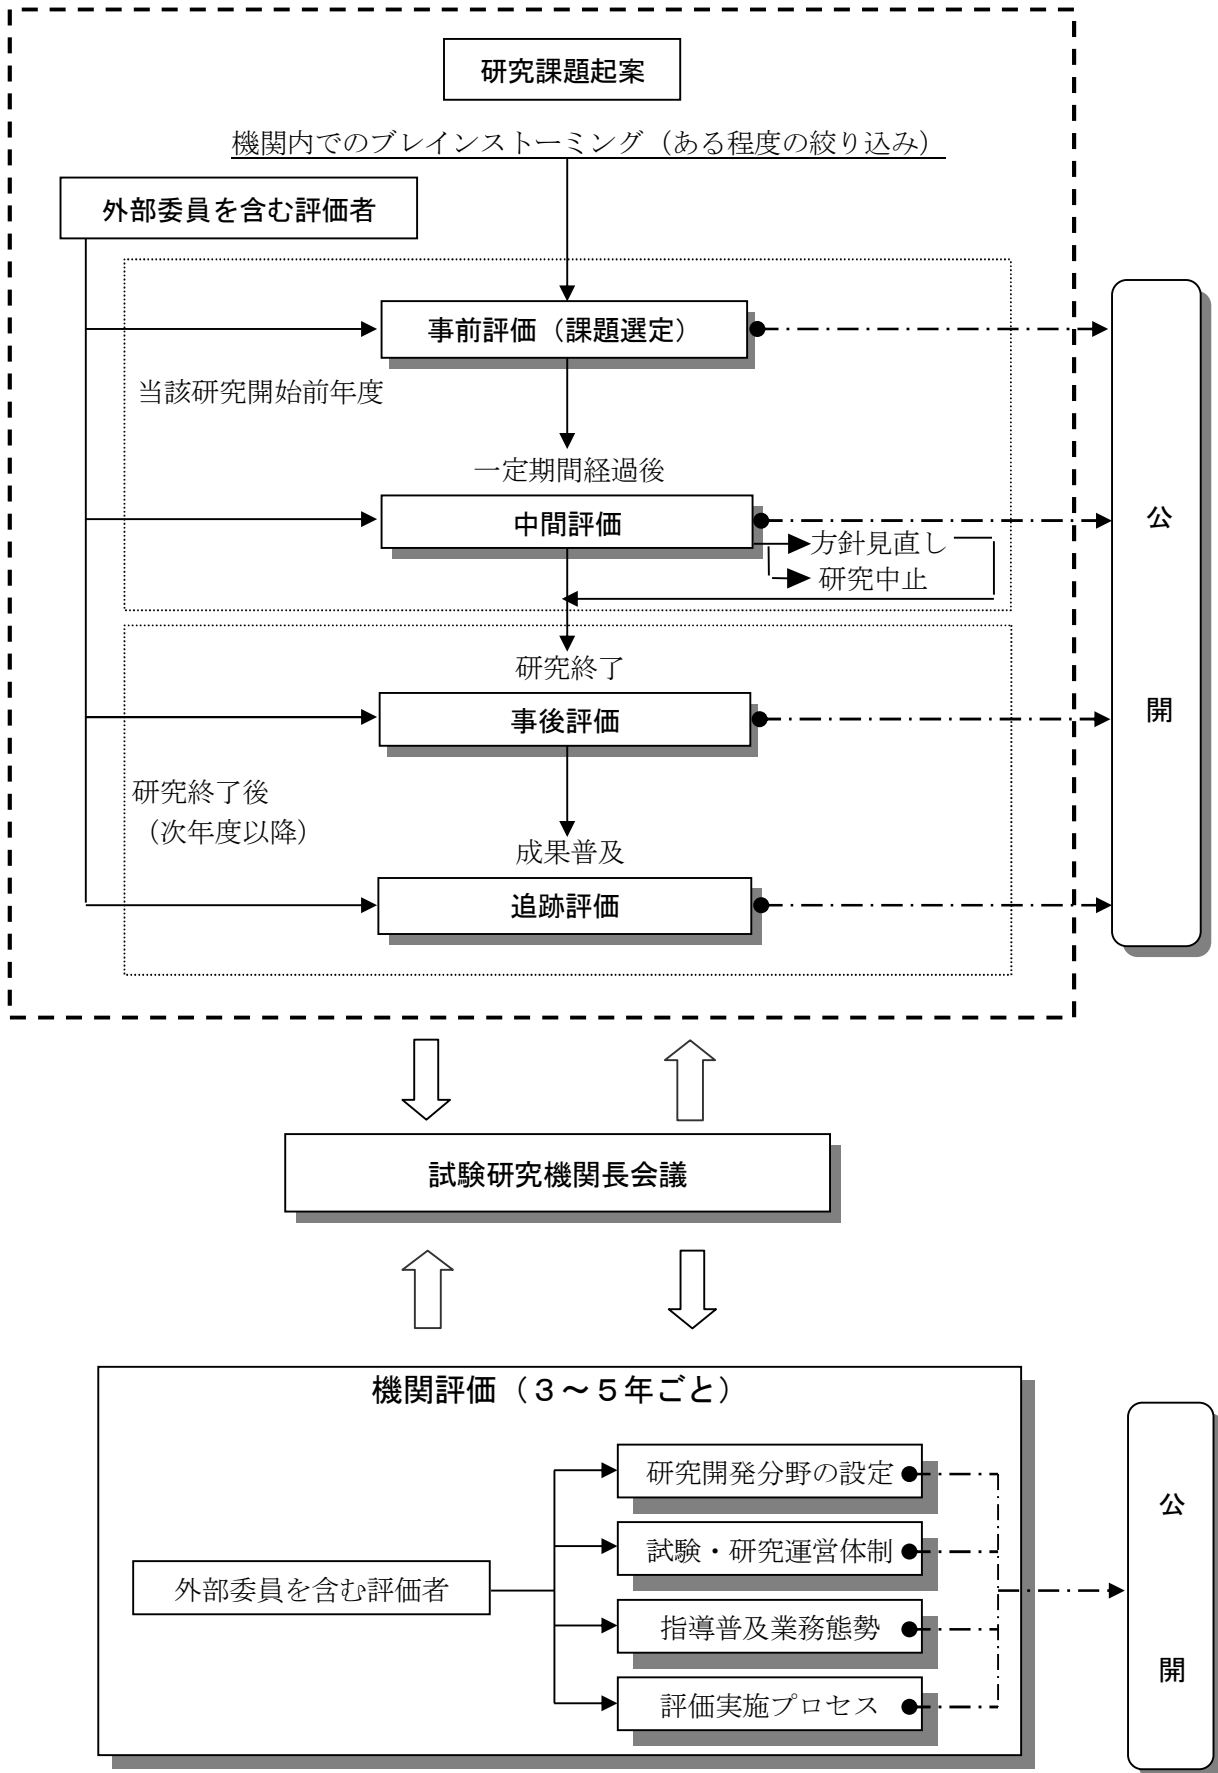 研究課題起案
機関内でのブレインストーミング（ある程度の絞り込み）
外部委員を含む評価者
事前評価（課題選定）
当該研究開始前年度
一定期間経過後
中間評価
方針見直し
研究中止
研究終了
事後評価
研究終了後
（次年度以降）
成果普及
追跡評価
公
開
試験研究機関長会議
機関評価（３～５年ごと）
外部委員を含む評価者
研究開発分野の設定
試験・研究運営体制
指導普及業務態勢
評価実施プロセス
公
開